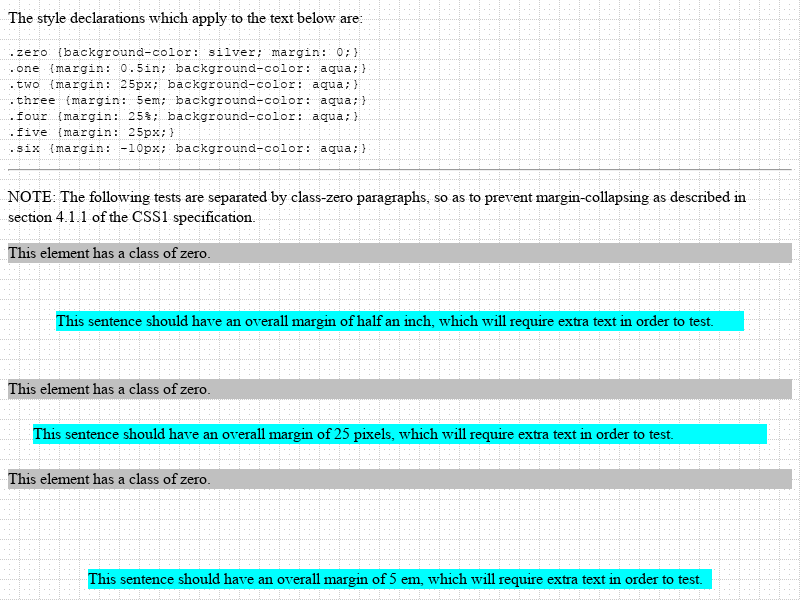 The style declarations which apply to the text below are:
.zero {background-color: silver; margin: 0;}
.one {margin: 0.5in; background-color: aqua;}
.two {margin: 25px; background-color: aqua;}
.three {margin: 5em; background-color: aqua;}
.four {margin: 25%; background-color: aqua;}
.five {margin: 25px;}
.six {margin: -10px; background-color: aqua;}
NOTE: The following tests are separated by class-zero paragraphs, so as to prevent margin-collapsing as described in
section 4.1.1 of the CSS1 specification.
This element has a class of zero.
This sentence should have an overall margin of half an inch, which will require extra text in order to test.
This element has a class of zero.
This sentence should have an overall margin of 25 pixels, which will require extra text in order to test.
This element has a class of zero.
This sentence should have an overall margin of 5 em, which will require extra text in order to test.